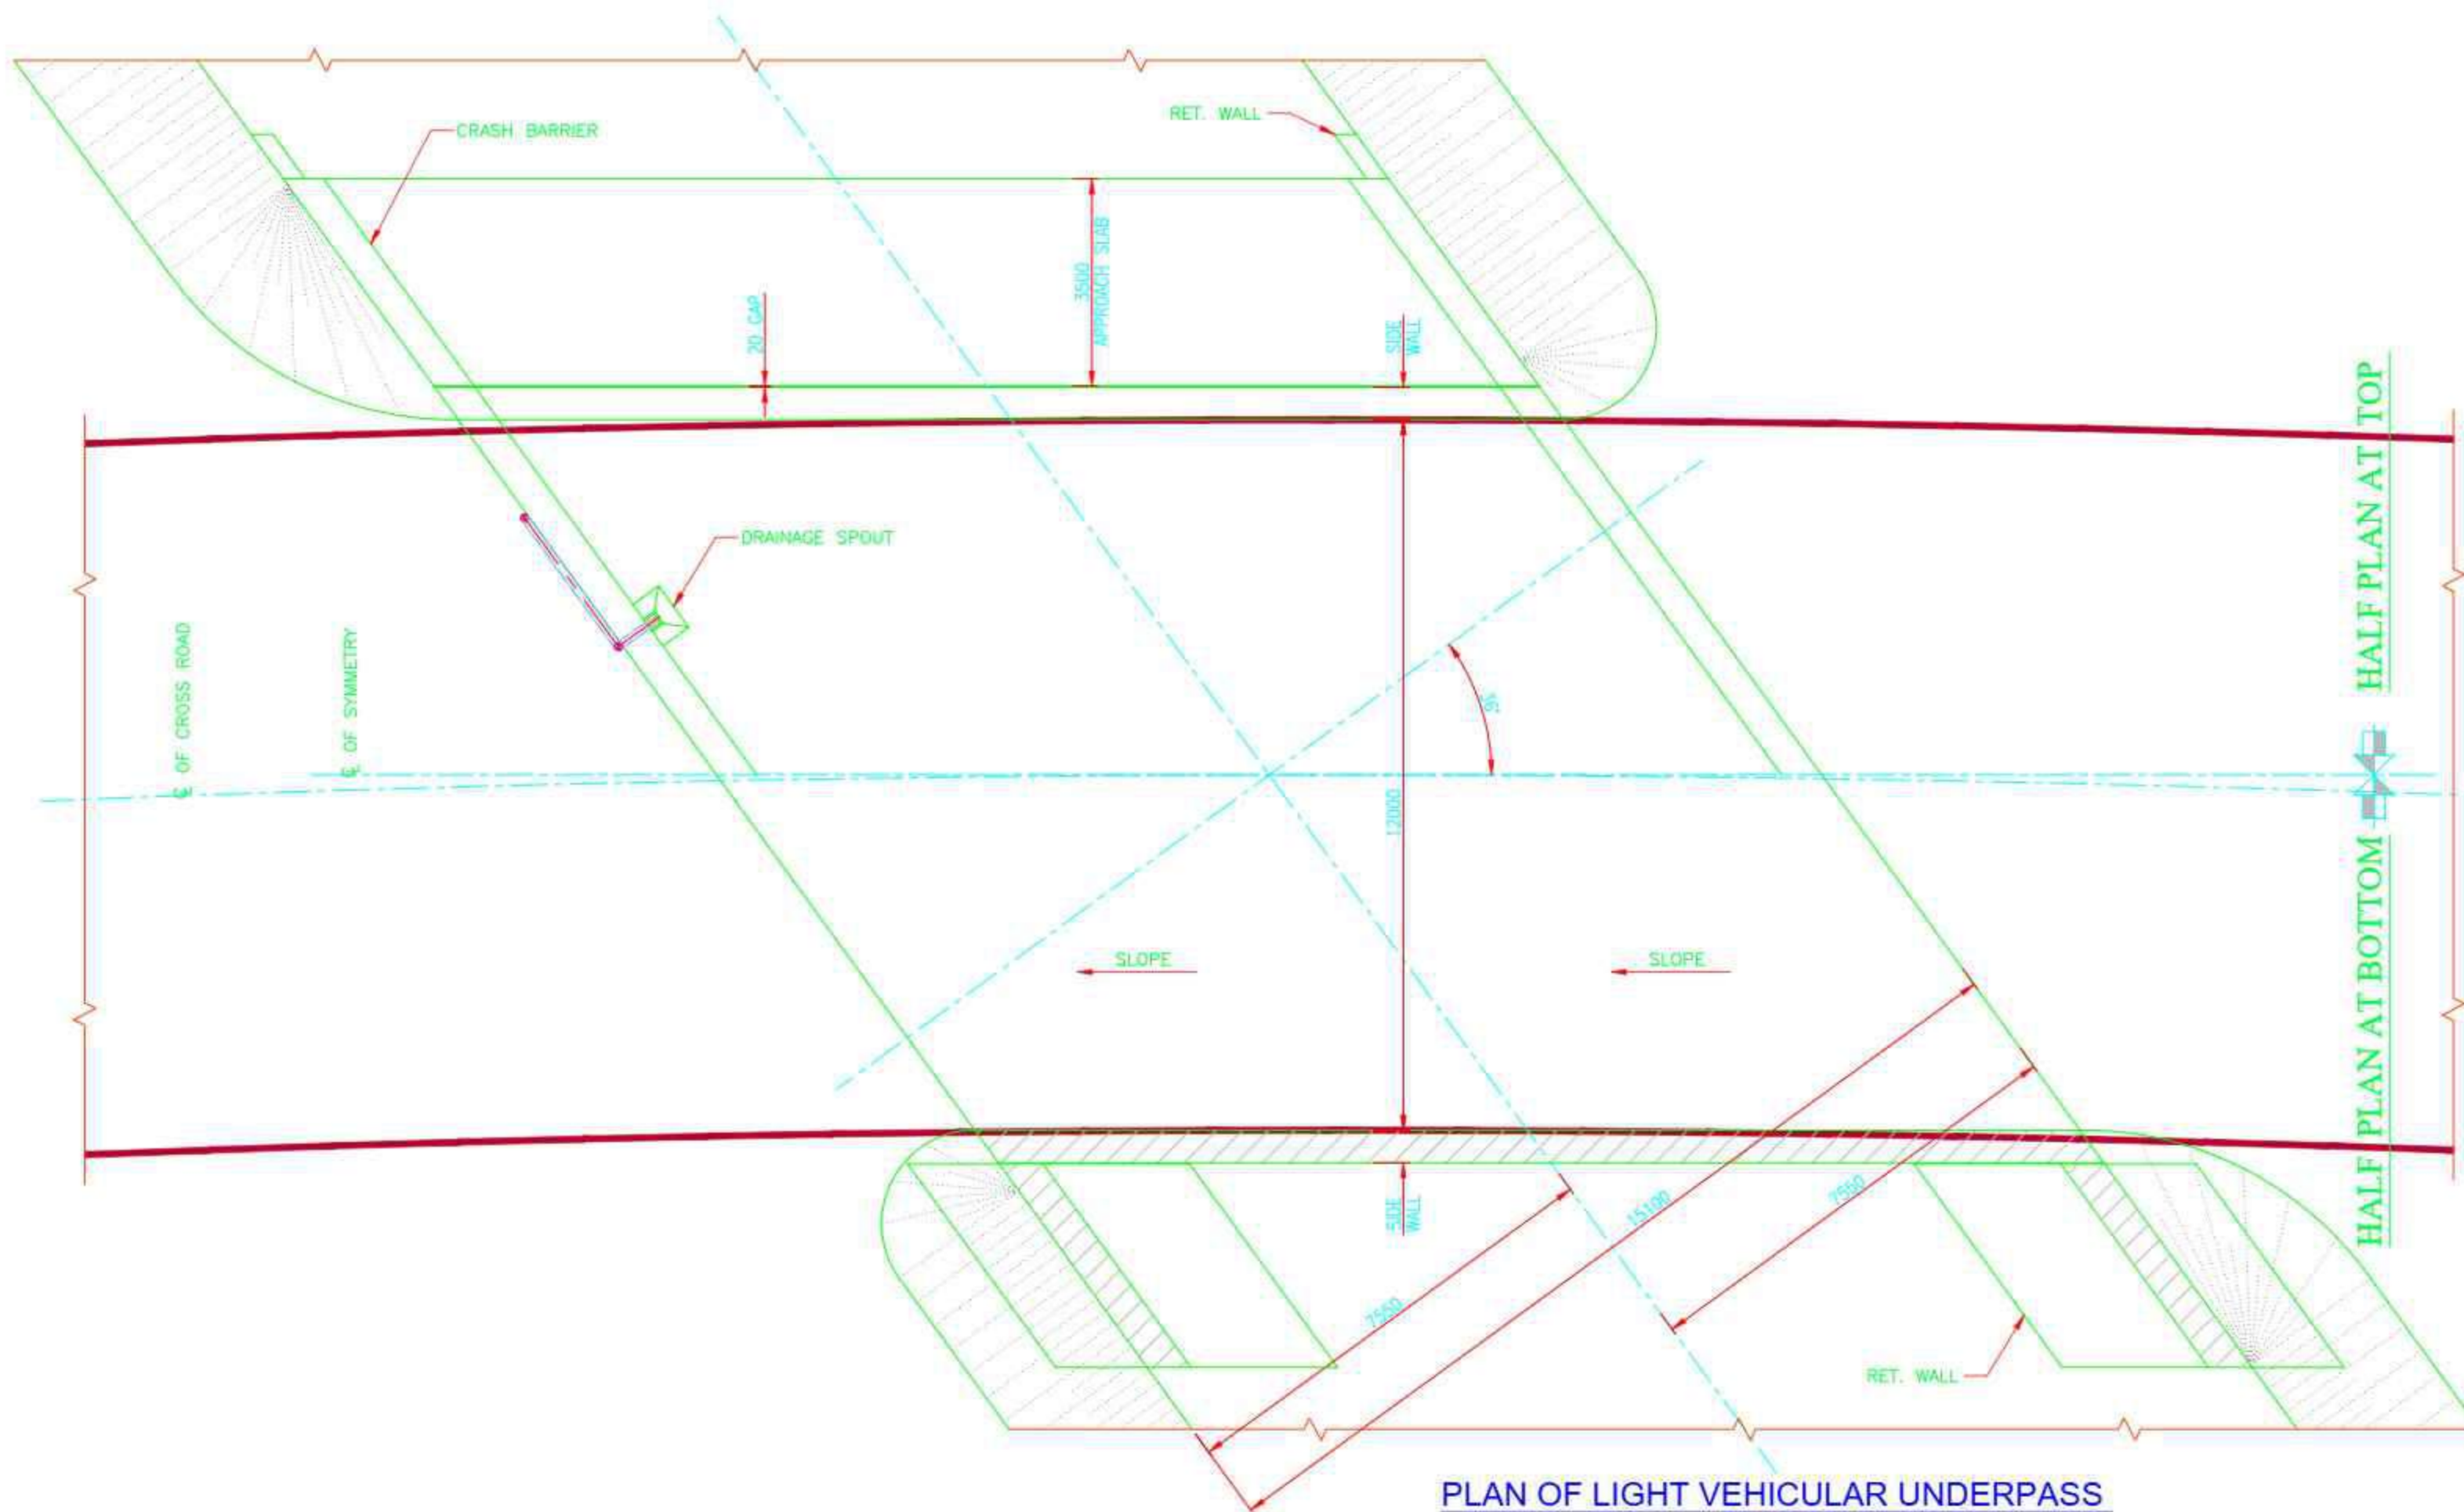 CRASH BARRIER
RET. WALL
3500
APPROACH SLAB
20 GAP
SIDE
WALL
HALF PLAN AT TOP
DRAINAGE SPOUT
℄ OF CROSS ROAD
℄ OF SYMMETRY
12000
SLOPE
SLOPE
HALF PLAN AT BOTTOM
SIDE
WALL
7550
15100
7550
RET. WALL
PLAN OF LIGHT VEHICULAR UNDERPASS